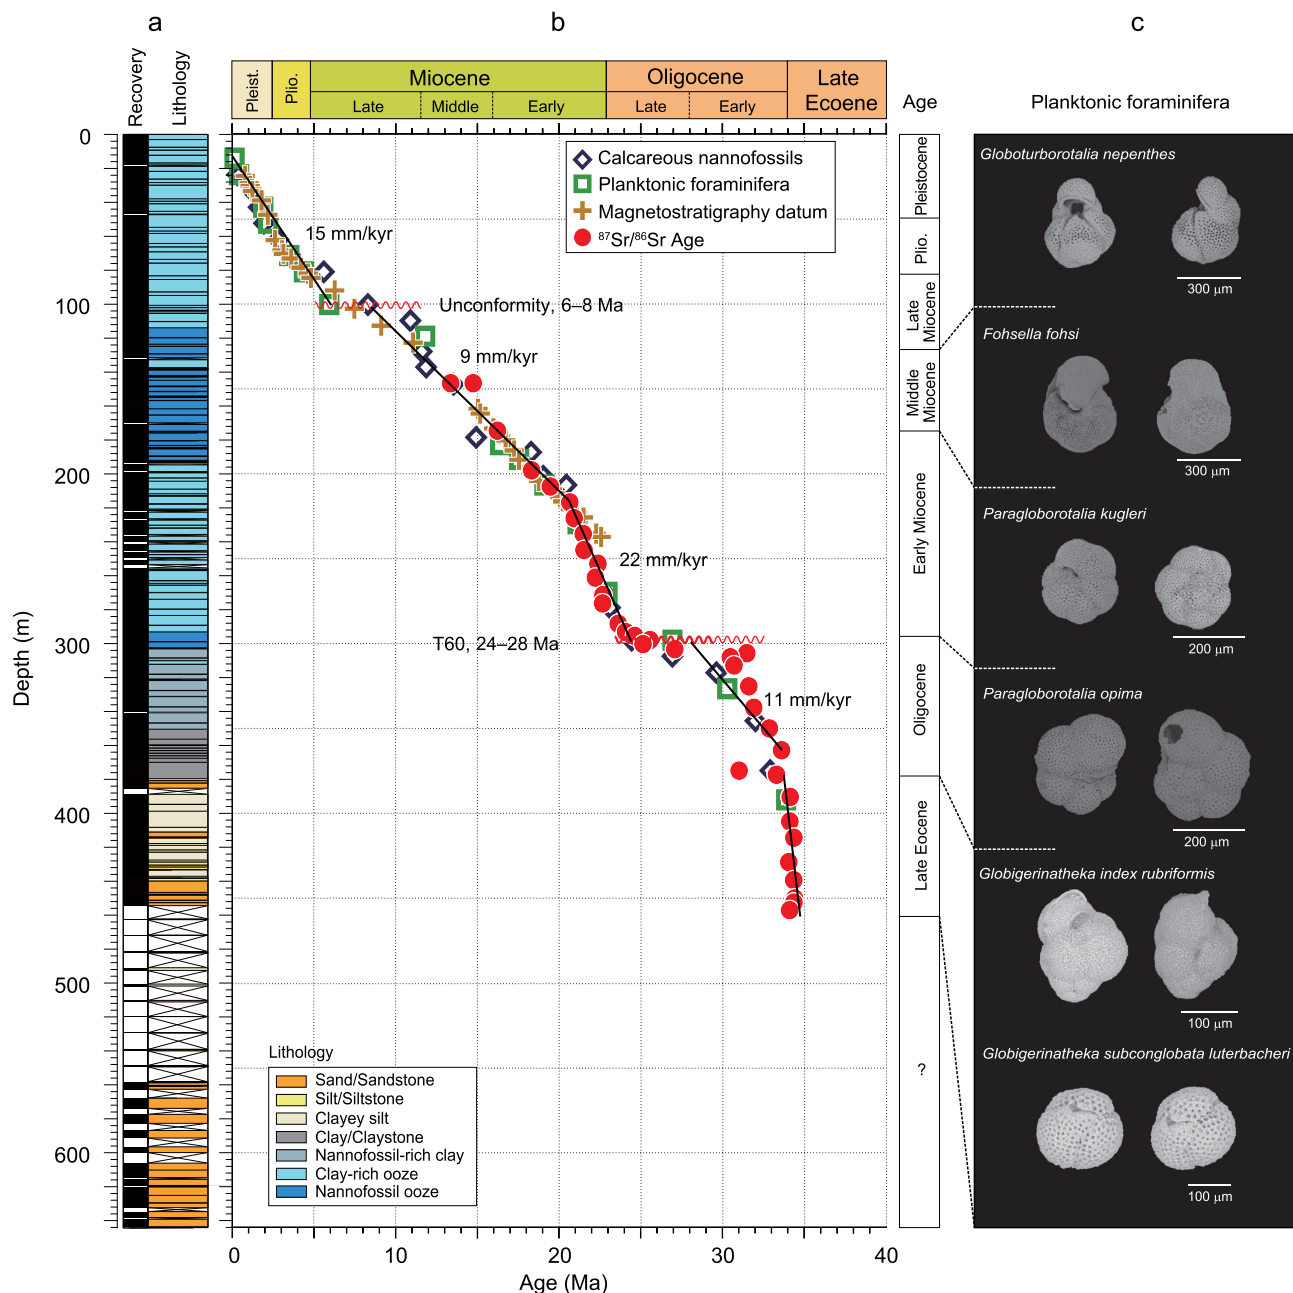 a
b
c
Recovery
Lithology
Pleist.
Plio.
Miocene
Late
Middle
Early
Oligocene
Late
Early
Late
Ecoene
Age
Planktonic foraminifera
0
100
200
300
400
500
600
Depth (m)
Calcareous nannofossils
Planktonic foraminifera
Magnetostratigraphy datum
⁸⁷Sr/⁸⁶Sr Age
15 mm/kyr
Unconformity, 6–8 Ma
9 mm/kyr
22 mm/kyr
T60, 24–28 Ma
11 mm/kyr
Lithology
Sand/Sandstone
Silt/Siltstone
Clayey silt
Clay/Claystone
Nannofossil-rich clay
Clay-rich ooze
Nannofossil ooze
0
10
20
30
40
Age (Ma)
Pleistocene
Plio.
Late
Miocene
Middle
Miocene
Early Miocene
Oligocene
Late Eocene
?
Globoturborotalia nepenthes
300 μm
Fohsella fohsi
300 μm
Paragloborotalia kugleri
200 μm
Paragloborotalia opima
200 μm
Globigerinatheka index rubriformis
100 μm
Globigerinatheka subconglobata luterbacheri
100 μm